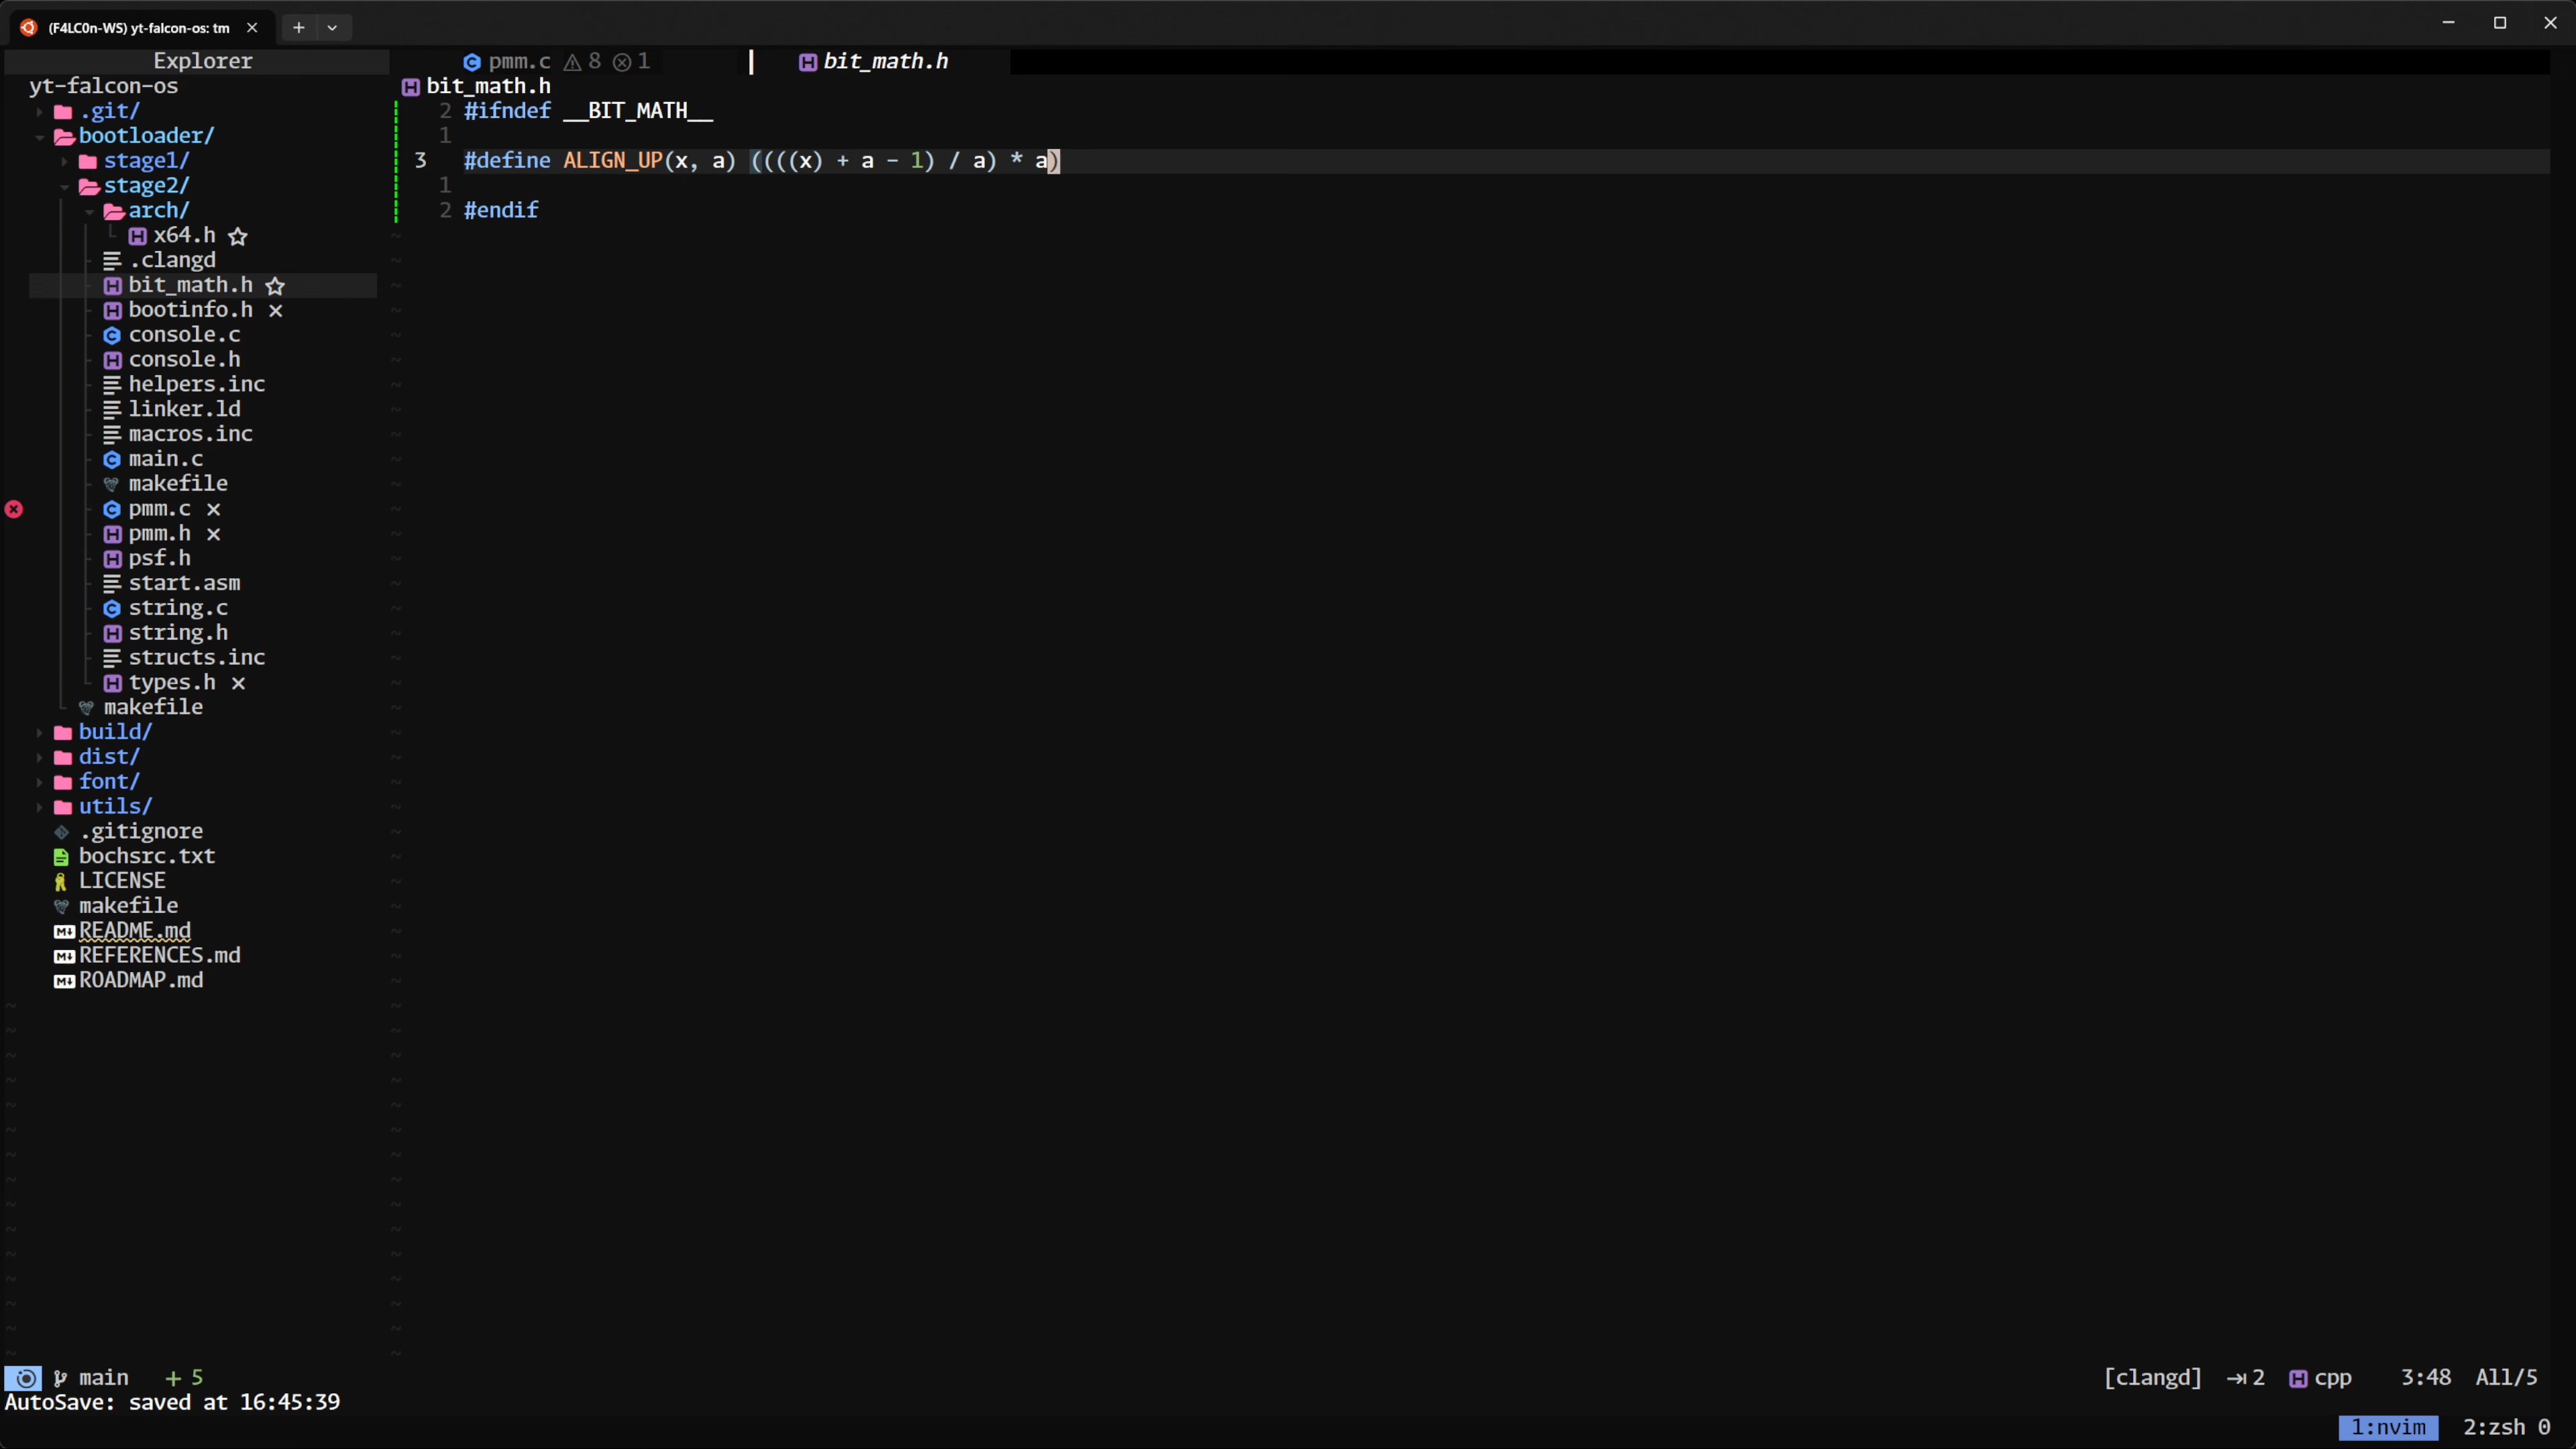 (F4LC0n-WS) yt-falcon-os: tm
Explorer
pmm.c 8 1
bit_math.h
yt-falcon-os
.git/
bootloader/
stage1/
stage2/
arch/
x64.h
.clangd
bit_math.h
bootinfo.h
console.c
console.h
helpers.inc
linker.ld
macros.inc
main.c
makefile
pmm.c
pmm.h
psf.h
start.asm
string.c
string.h
structs.inc
types.h
makefile
build/
dist/
font/
utils/
.gitignore
bochsrc.txt
LICENSE
makefile
README.md
REFERENCES.md
ROADMAP.md
bit_math.h
2 #ifndef __BIT_MATH__
1
3 #define ALIGN_UP(x, a) ((((x) + a - 1) / a) * a)
1
2 #endif
main + 5
[clangd] 2 cpp 3:48 All/5
AutoSave: saved at 16:45:39
1:nvim 2:zsh 0